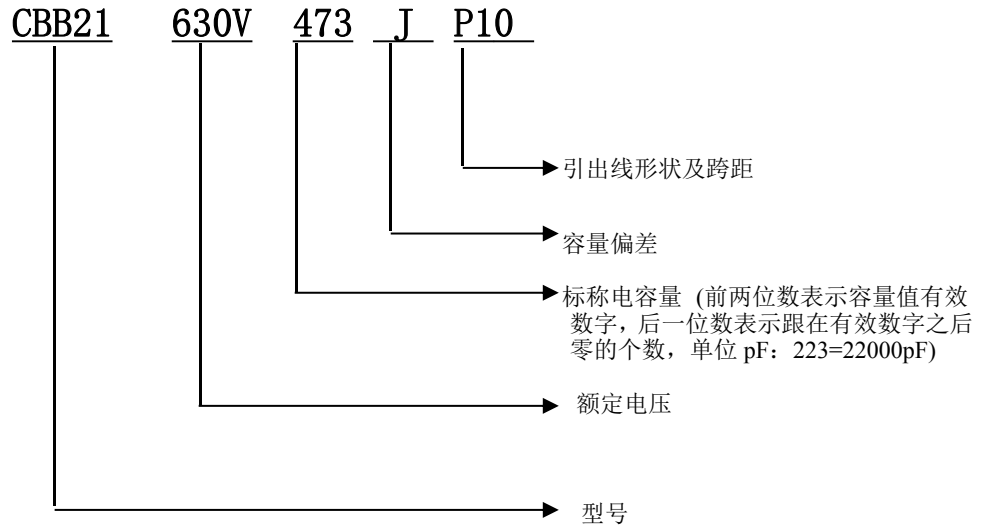 CBB21 630V 473 J P10
引出线形状及跨距
容量偏差
标称电容量 (前两位数表示容量值有效
数字，后一位数表示跟在有效数字之后
零的个数，单位 pF：223=22000pF)
额定电压
型号